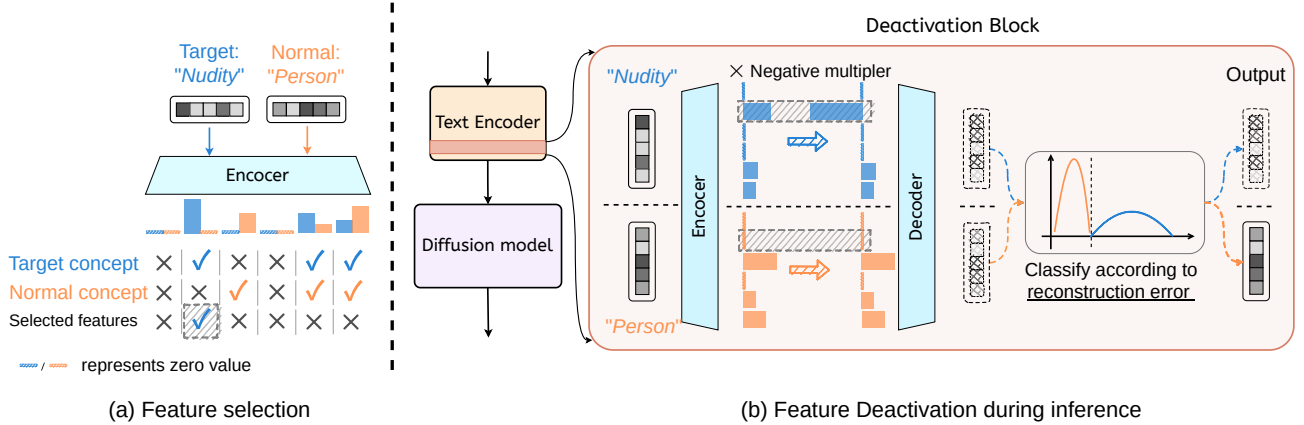 Target:
"Nudity"
Normal:
"Person"
Encocer
Target concept
Normal concept
Selected features
/ represents zero value
(a) Feature selection
Text Encoder
Diffusion model
Deactivation Block
"Nudity"
× Negative multipler
Output
Encocer
Decoder
Classify according to
reconstruction error
"Person"
(b) Feature Deactivation during inference